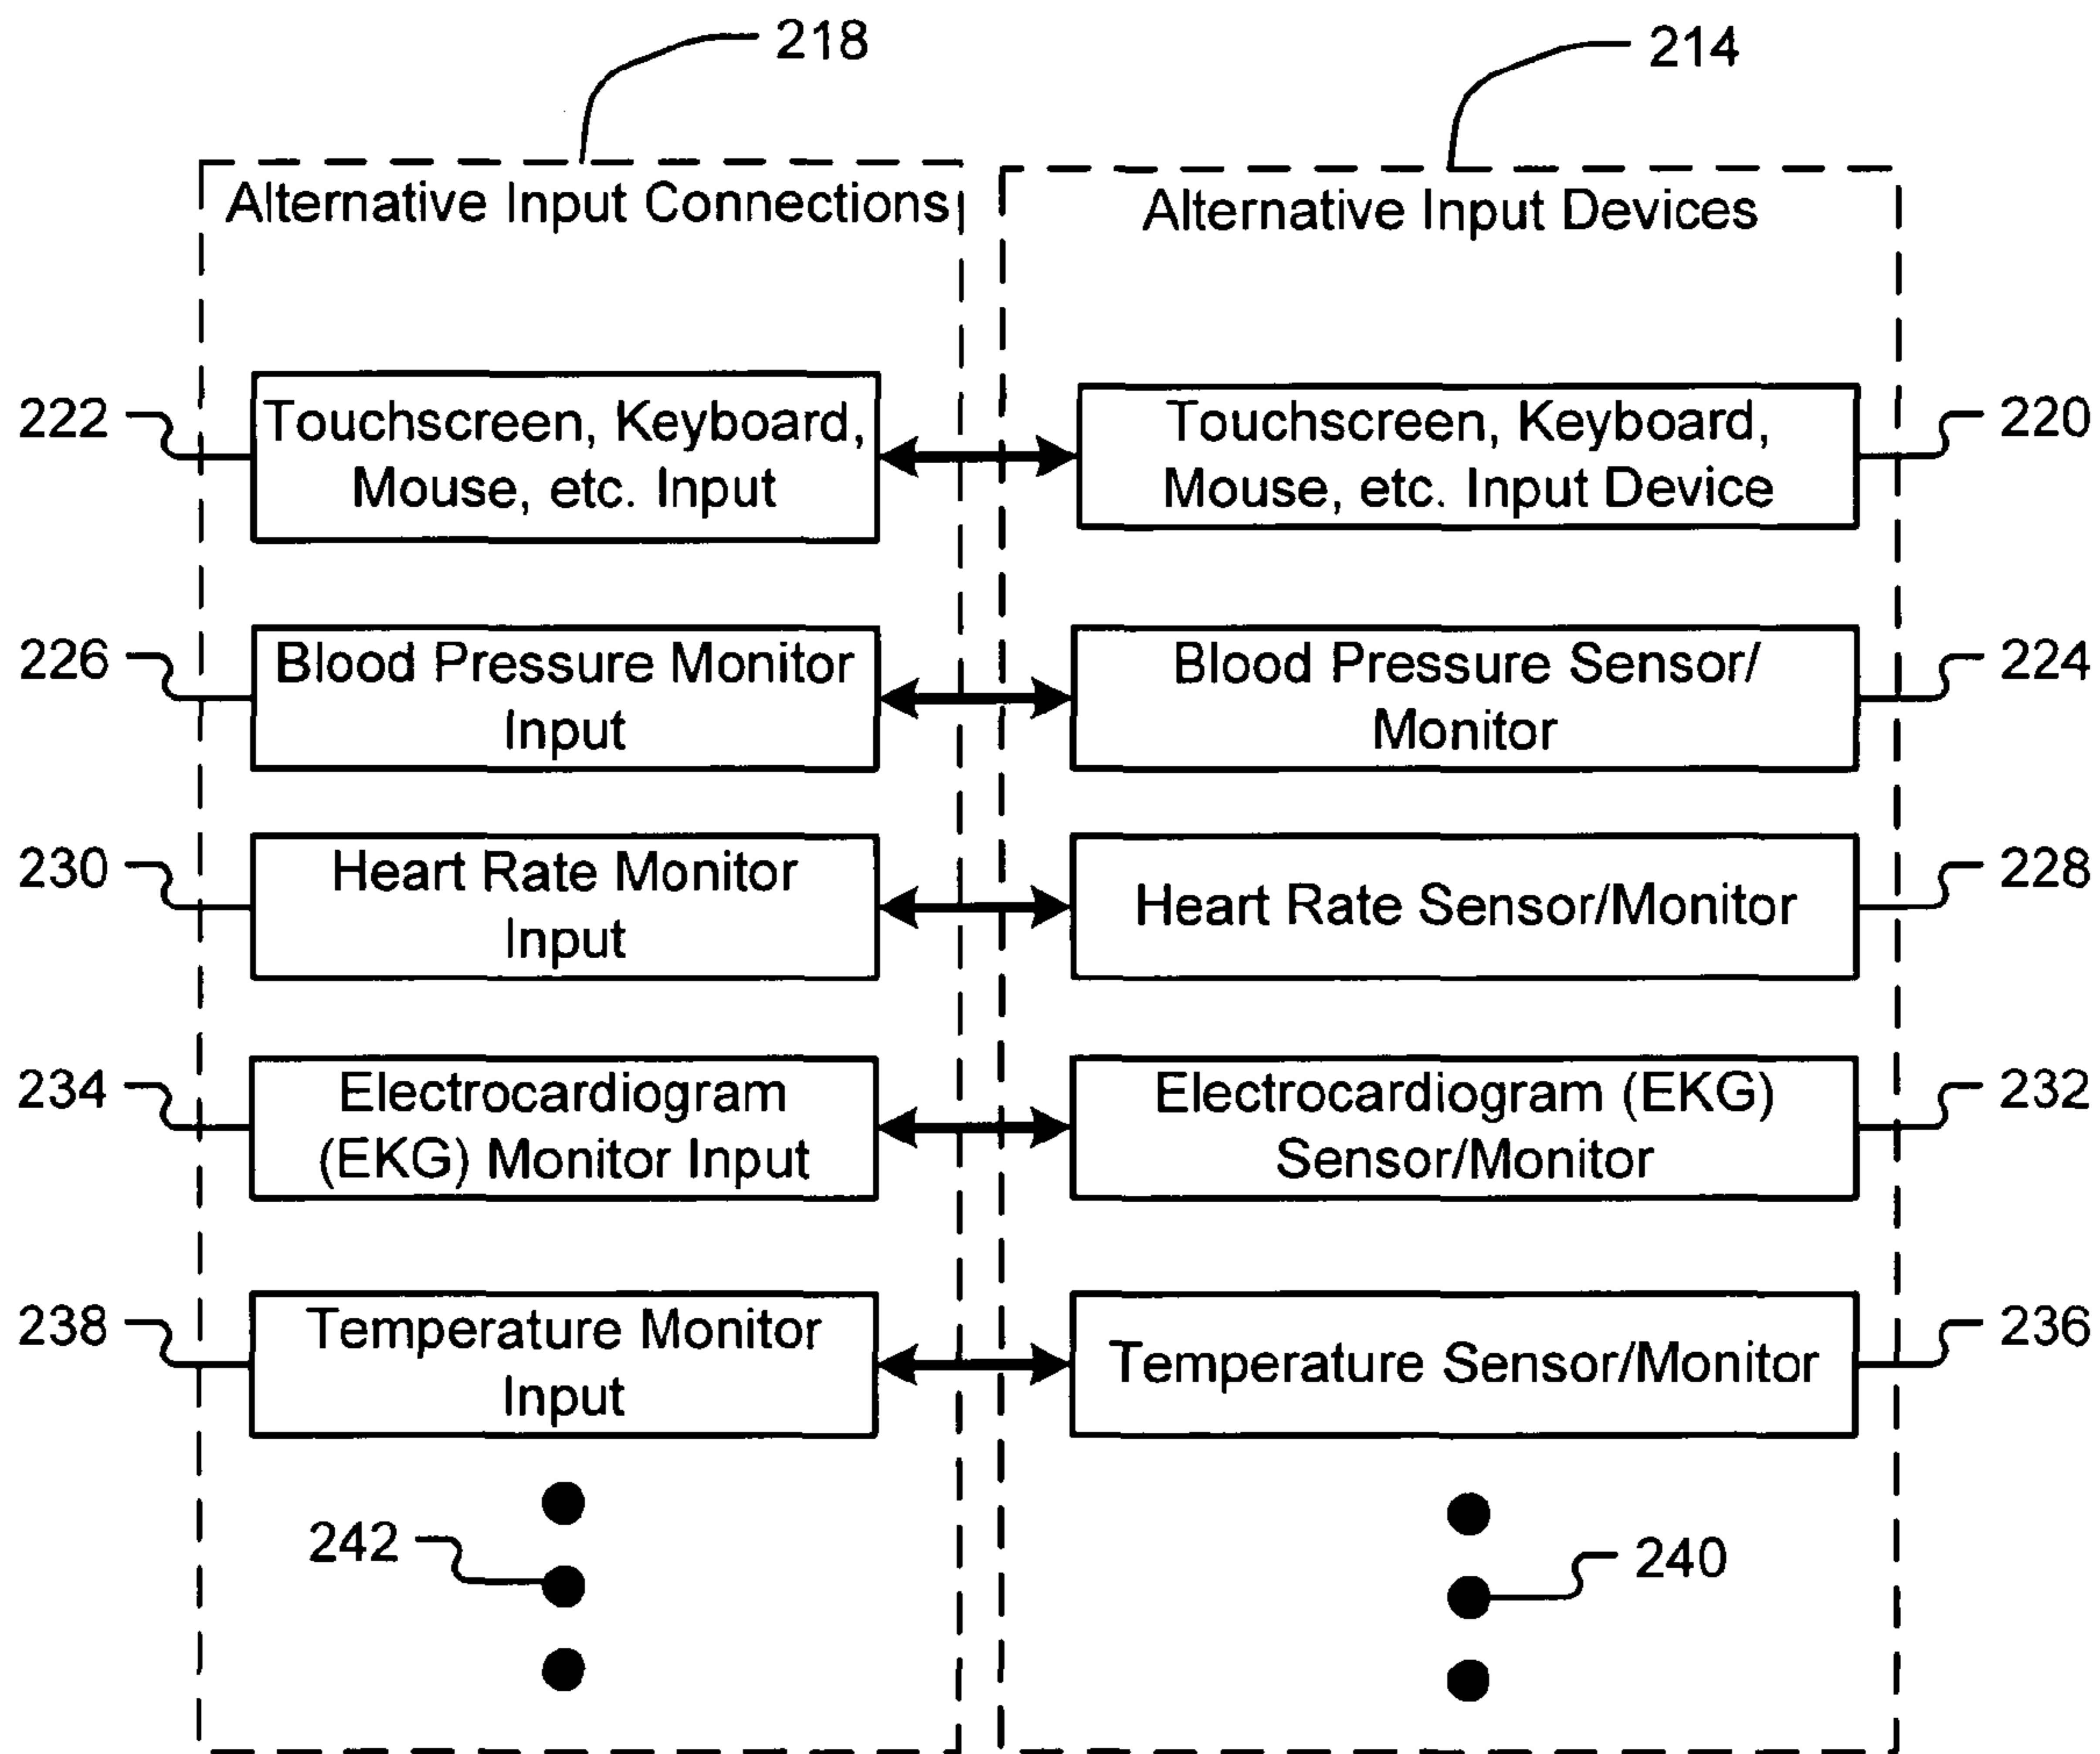 218
214
Alternative Input Connections
Alternative Input Devices
222
Touchscreen, Keyboard,
Mouse, etc. Input
Touchscreen, Keyboard,
Mouse, etc. Input Device
220
226
Blood Pressure Monitor
Input
Blood Pressure Sensor/
Monitor
224
230
Heart Rate Monitor
Input
Heart Rate Sensor/Monitor
228
234
Electrocardiogram
(EKG) Monitor Input
Electrocardiogram (EKG)
Sensor/Monitor
232
238
Temperature Monitor
Input
Temperature Sensor/Monitor
236
242
240